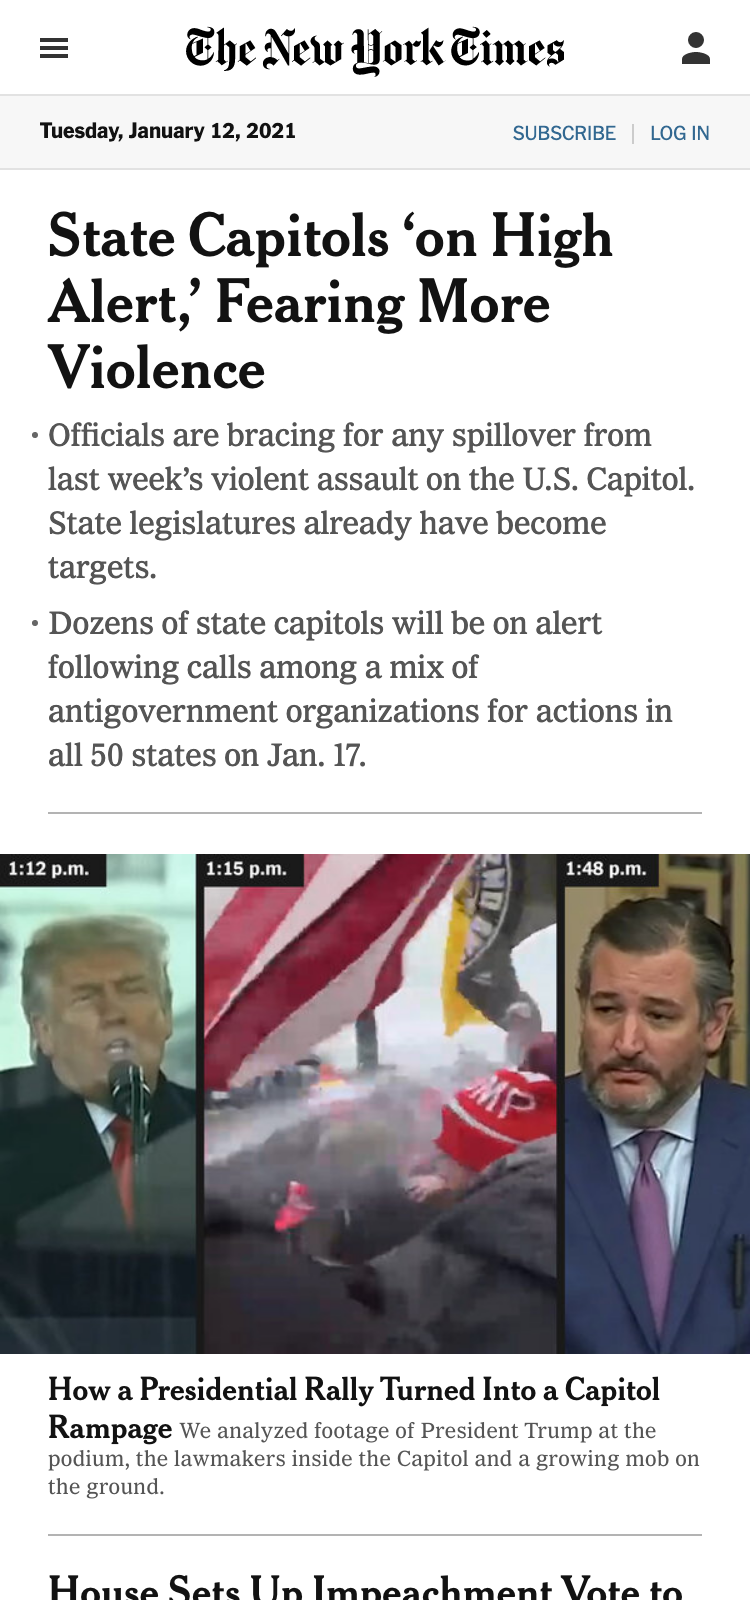 The New York Times
Tuesday, January 12, 2021
SUBSCRIBE | LOG IN
State Capitols ‘on High
Alert,’ Fearing More
Violence
• Officials are bracing for any spillover from
last week’s violent assault on the U.S. Capitol.
State legislatures already have become
targets.
• Dozens of state capitols will be on alert
following calls among a mix of
antigovernment organizations for actions in
all 50 states on Jan. 17.
1:12 p.m.
1:15 p.m.
1:48 p.m.
MP
How a Presidential Rally Turned Into a Capitol
Rampage We analyzed footage of President Trump at the
podium, the lawmakers inside the Capitol and a growing mob on
the ground.
House Sets Up Impeachment Vote to